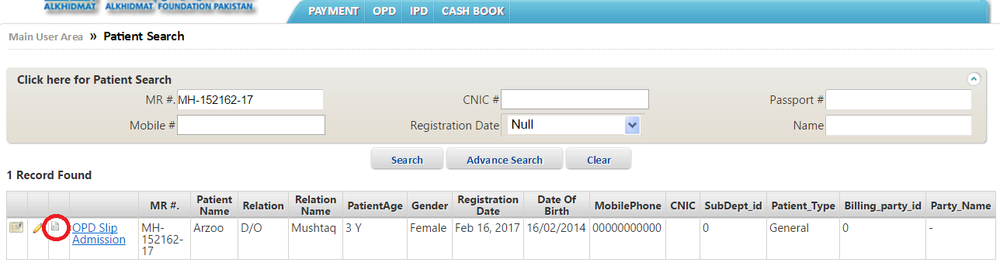 ALKHIDMAT ALKHIDMAT FOUNDATION PAKISTAN
PAYMENT OPD IPD CASH BOOK
Main User Area » Patient Search
Click here for Patient Search
MR #. MH-152162-17 CNIC # Passport #
Mobile # Registration Date Null Name
Search Advance Search Clear
1 Record Found
MR #. Patient Name Relation Relation Name PatientAge Gender Registration Date Date Of Birth MobilePhone CNIC SubDept_id Patient_Type Billing_party_id Party_Name
OPD Slip Admission MH-152162-17 Arzoo D/O Mushtaq 3 Y Female Feb 16, 2017 16/02/2014 00000000000 0 General 0 -